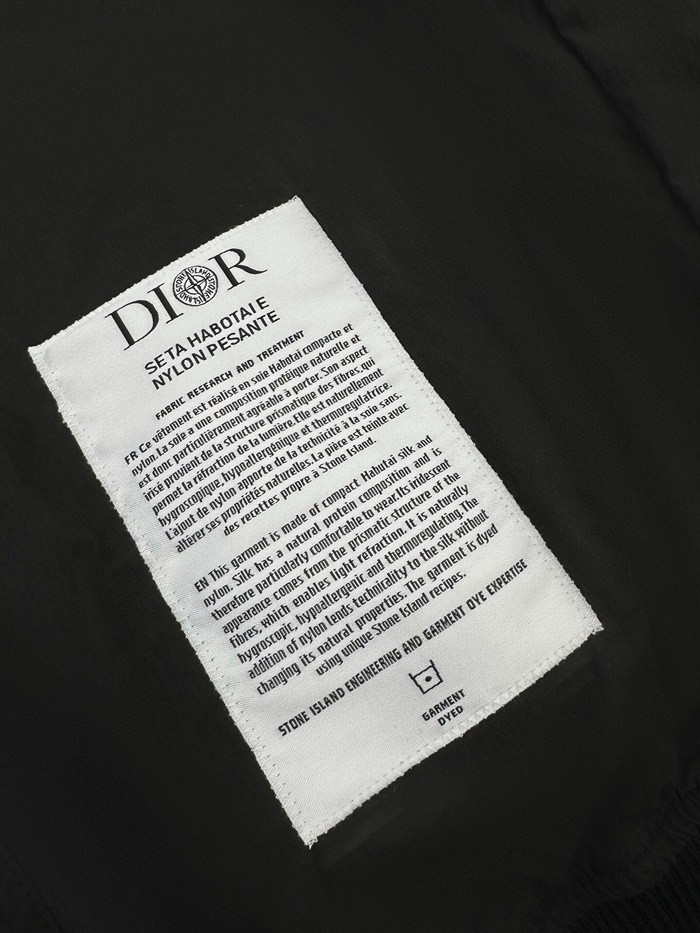 DIOR
STONE ISLAND
SETA HABOTAI E
NYLON PESANTE
FABRIC RESEARCH AND TREATMENT
FR Ce vêtement est réalisé en soie Habotai compacte et
nylon. La soie a une composition protéique naturelle et
est donc particulièrement agréable à porter. Son aspect
irisé provient de la structure prismatique des fibres, qui
permet la réfraction de la lumière. Elle est naturellement
hygroscopique, hypoallergénique et thermorégulatrice.
L'ajout de nylon apporte de la technicité à la soie sans
altérer ses propriétés naturelles. La pièce est teinte avec
des recettes propre à Stone Island.
EN This garment is made of compact Habutai silk and
nylon. Silk has a natural protein composition and is
therefore particularly comfortable to wear. Its iridescent
appearance comes from the prismatic structure of the
fibres, which enables light refraction. It is naturally
hygroscopic, hypoallergenic and thermoregulating. The
addition of nylon lends technicality to the silk without
changing its natural properties. The garment is dyed
using unique Stone Island recipes.
STONE ISLAND ENGINEERING AND GARMENT DYE EXPERTISE
GARMENT
DYED